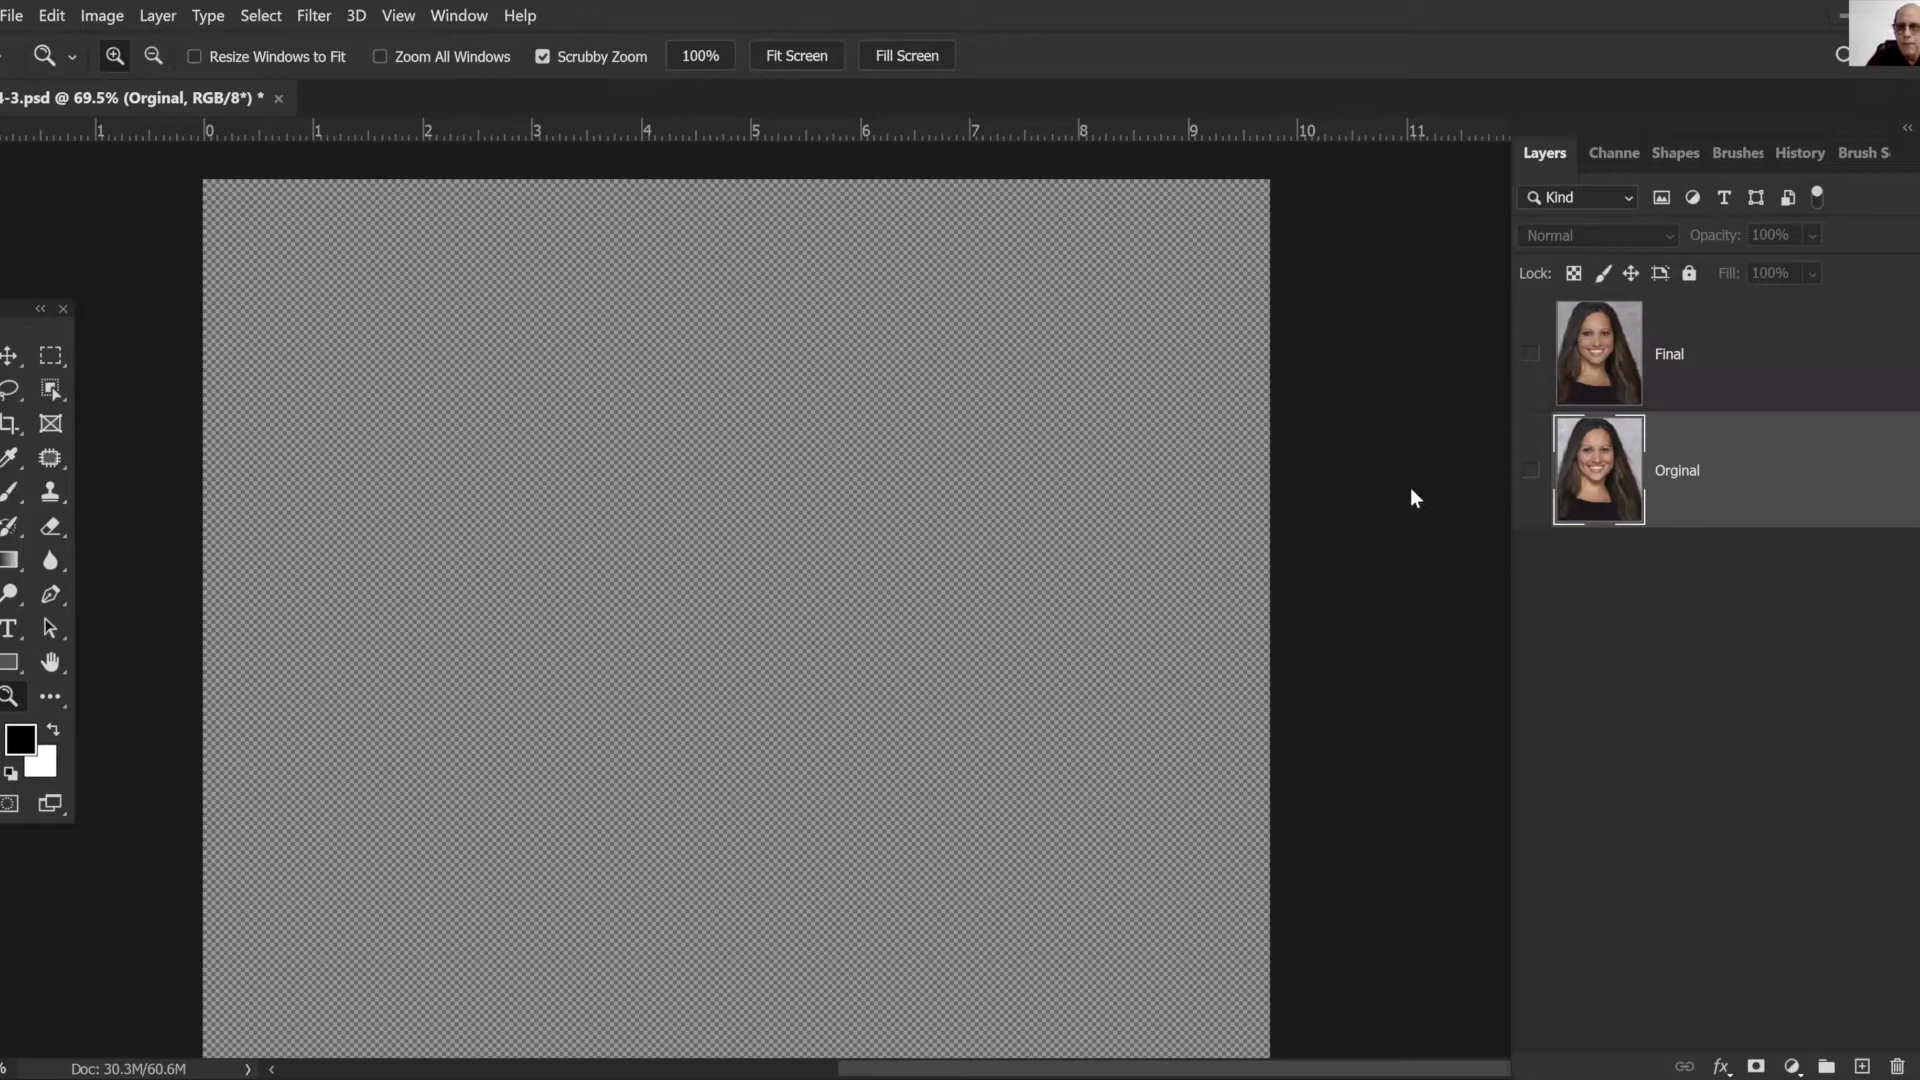 File Edit Image Layer Type Select Filter 3D View Window Help
Resize Windows to Fit Zoom All Windows Scrubby Zoom 100% Fit Screen Fill Screen
4-3.psd @ 69.5% (Orginal, RGB/8*) * ×
1 0 1 2 3 4 5 6 7 8 9 10 11
Layers Channe Shapes Brushes History Brush S
Kind
Normal Opacity: 100%
Lock: Fill: 100%
Final
Orginal
% Doc: 30.3M/60.6M